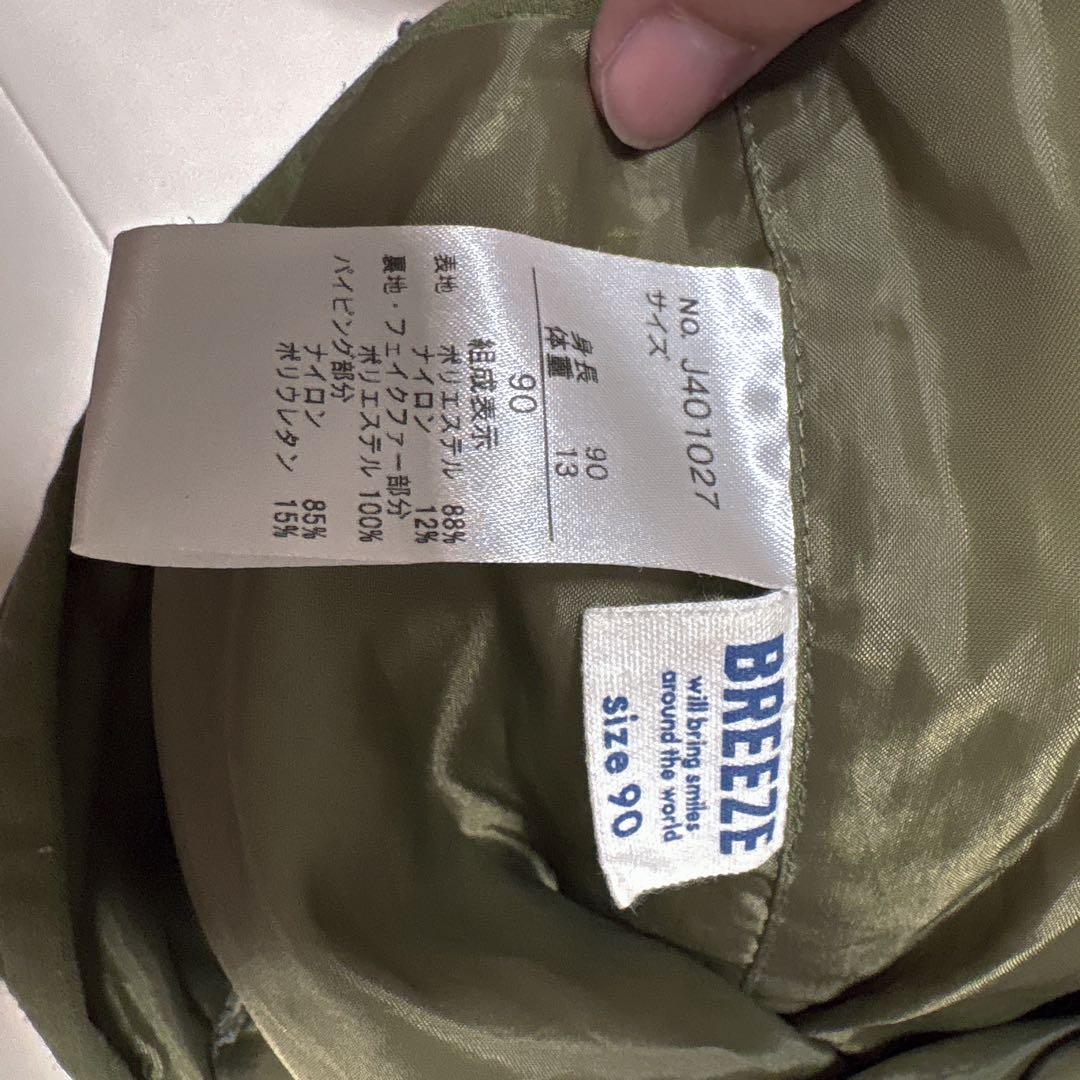 NO. J401027
サイズ
身長 90
体重 13
90
組成表示
表地 ポリエステル 88%
ナイロン 12%
裏地・フェイクファー部分
ポリエステル 100%
パイピング部分
ナイロン 85%
ポリウレタン 15%
BREEZE
will bring smiles
around the world
Size 90